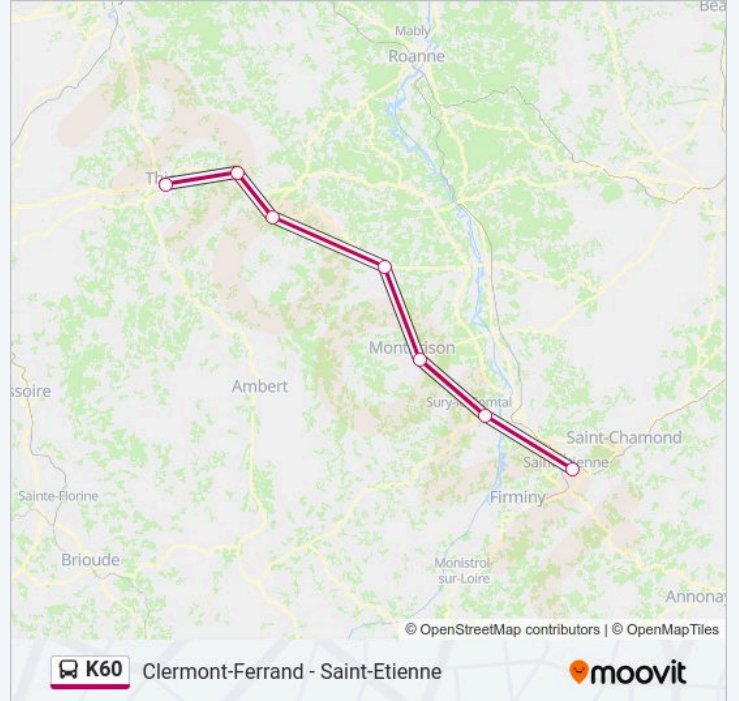 Bea
Mably
Roanne
Thi
Montbrison
ssoire
Ambert
Sury-le-Comtal
Saint-Chamond
Saint-Étienne
Sainte-Florine
Firminy
Brioude
Monistrol
sur-Loire
Annonay
© OpenStreetMap contributors | © OpenMapTiles
K60 Clermont-Ferrand - Saint-Etienne moovit